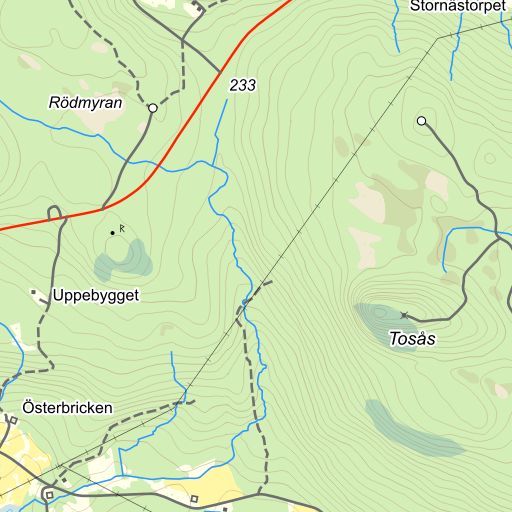 Stornästorpet
233
Rödmyran
R
Uppebygget
Tosås
Österbricken